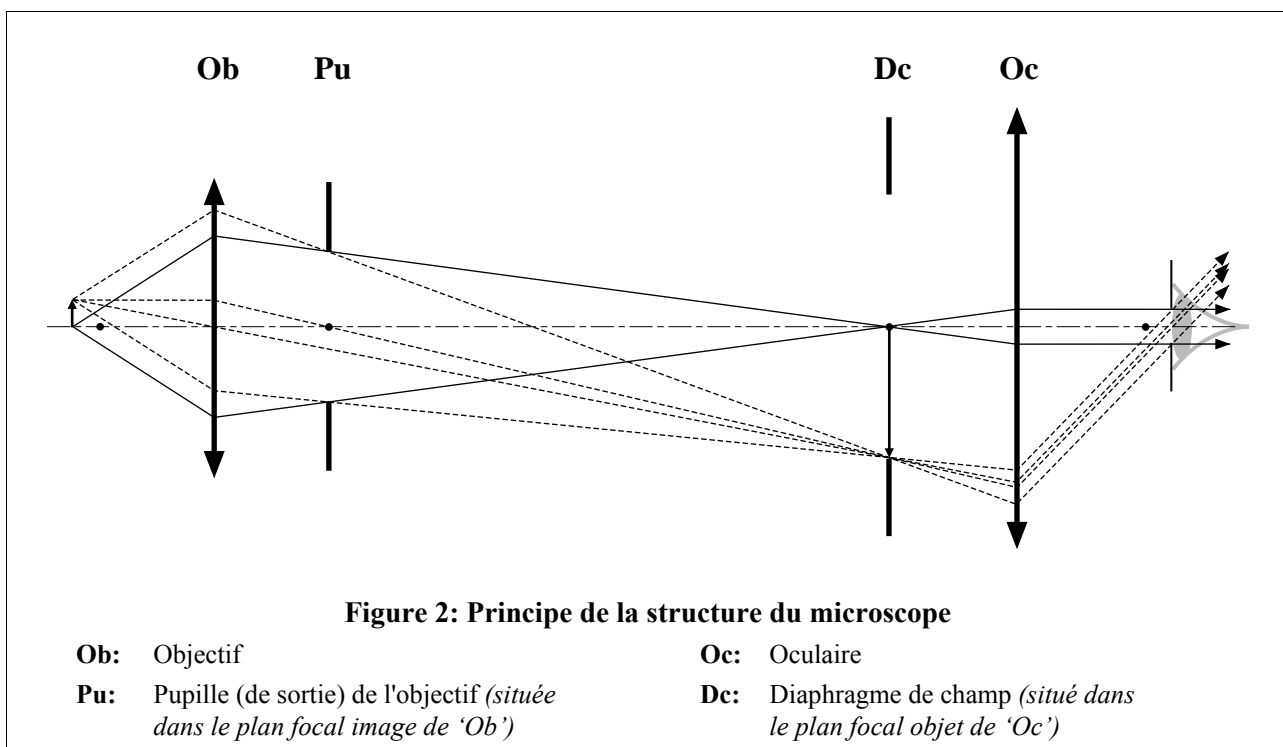 Ob Pu Dc Oc
Figure 2: Principe de la structure du microscope
Ob: Objectif
Pu: Pupille (de sortie) de l'objectif (située
dans le plan focal image de ‘Ob’)
Oc: Oculaire
Dc: Diaphragme de champ (situé dans
le plan focal objet de ‘Oc’)